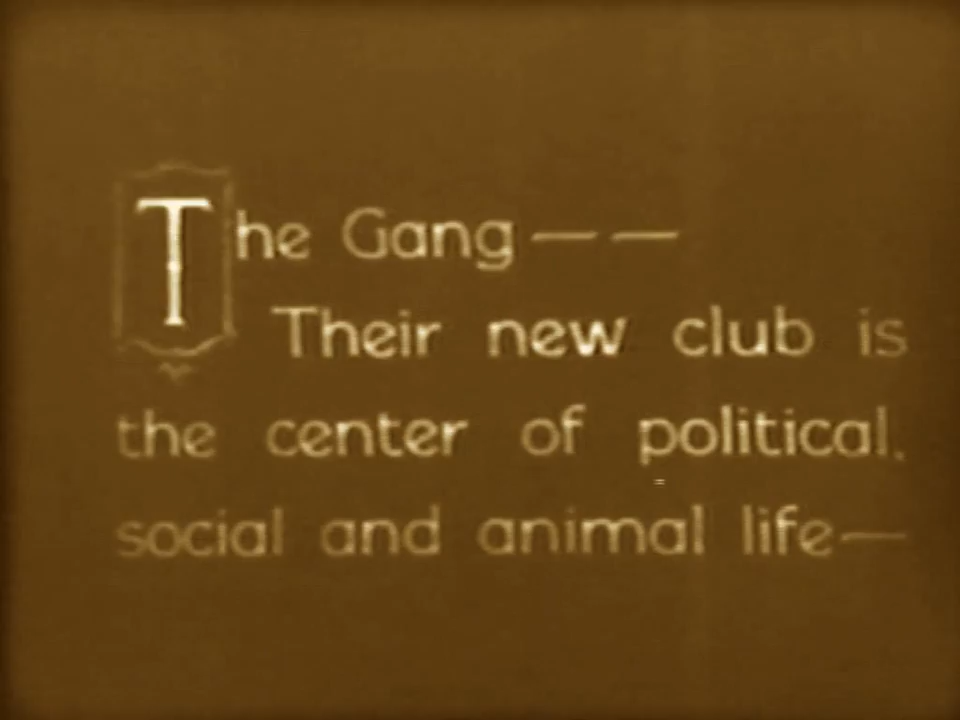 The Gang — —
Their new club is
the center of political,
social and animal life—